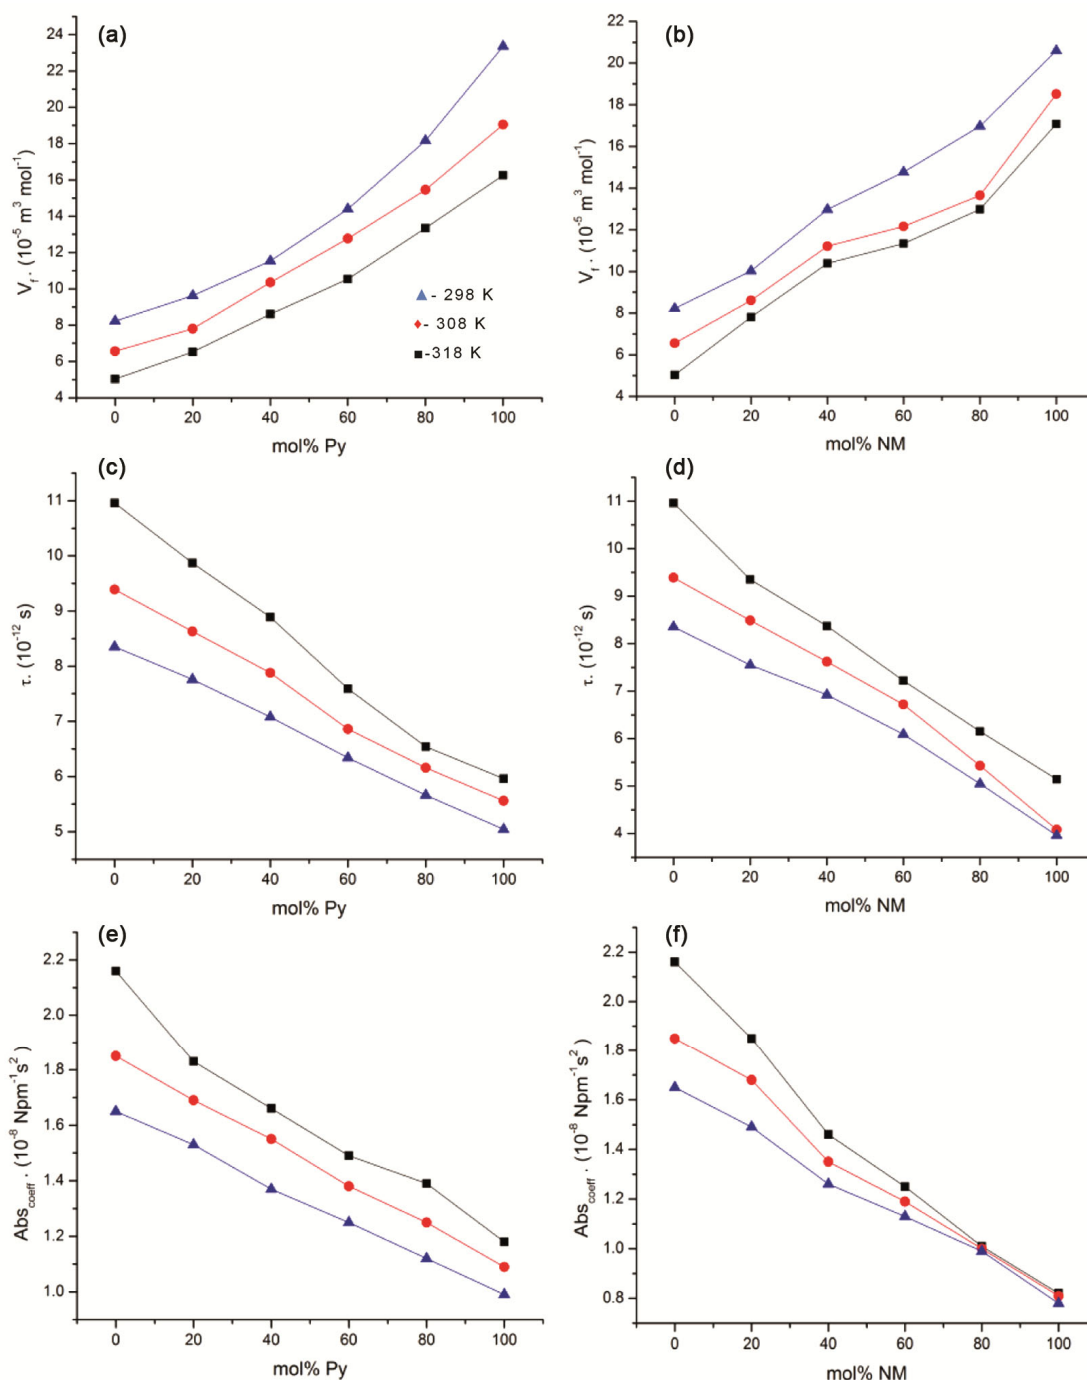 (a)
24
22
20
18
16
14
12
10
8
6
4
V_f . (10^-5 m^3 mol^-1)
▲- 298 K
♦- 308 K
■-318 K
0 20 40 60 80 100
mol% Py
(b)
22
20
18
16
14
12
10
8
6
4
V_f . (10^-5 m^3 mol^-1)
0 20 40 60 80 100
mol% NM
(c)
11
10
9
8
7
6
5
τ. (10^-12 s)
0 20 40 60 80 100
mol% Py
(d)
11
10
9
8
7
6
5
4
τ. (10^-12 s)
0 20 40 60 80 100
mol% NM
(e)
2.2
2.0
1.8
1.6
1.4
1.2
1.0
Abs_coeff . (10^-8 Npm^-1s^2)
0 20 40 60 80 100
mol% Py
(f)
2.2
2.0
1.8
1.6
1.4
1.2
1.0
0.8
Abs_coeff . (10^-8 Npm^-1s^2)
0 20 40 60 80 100
mol% NM